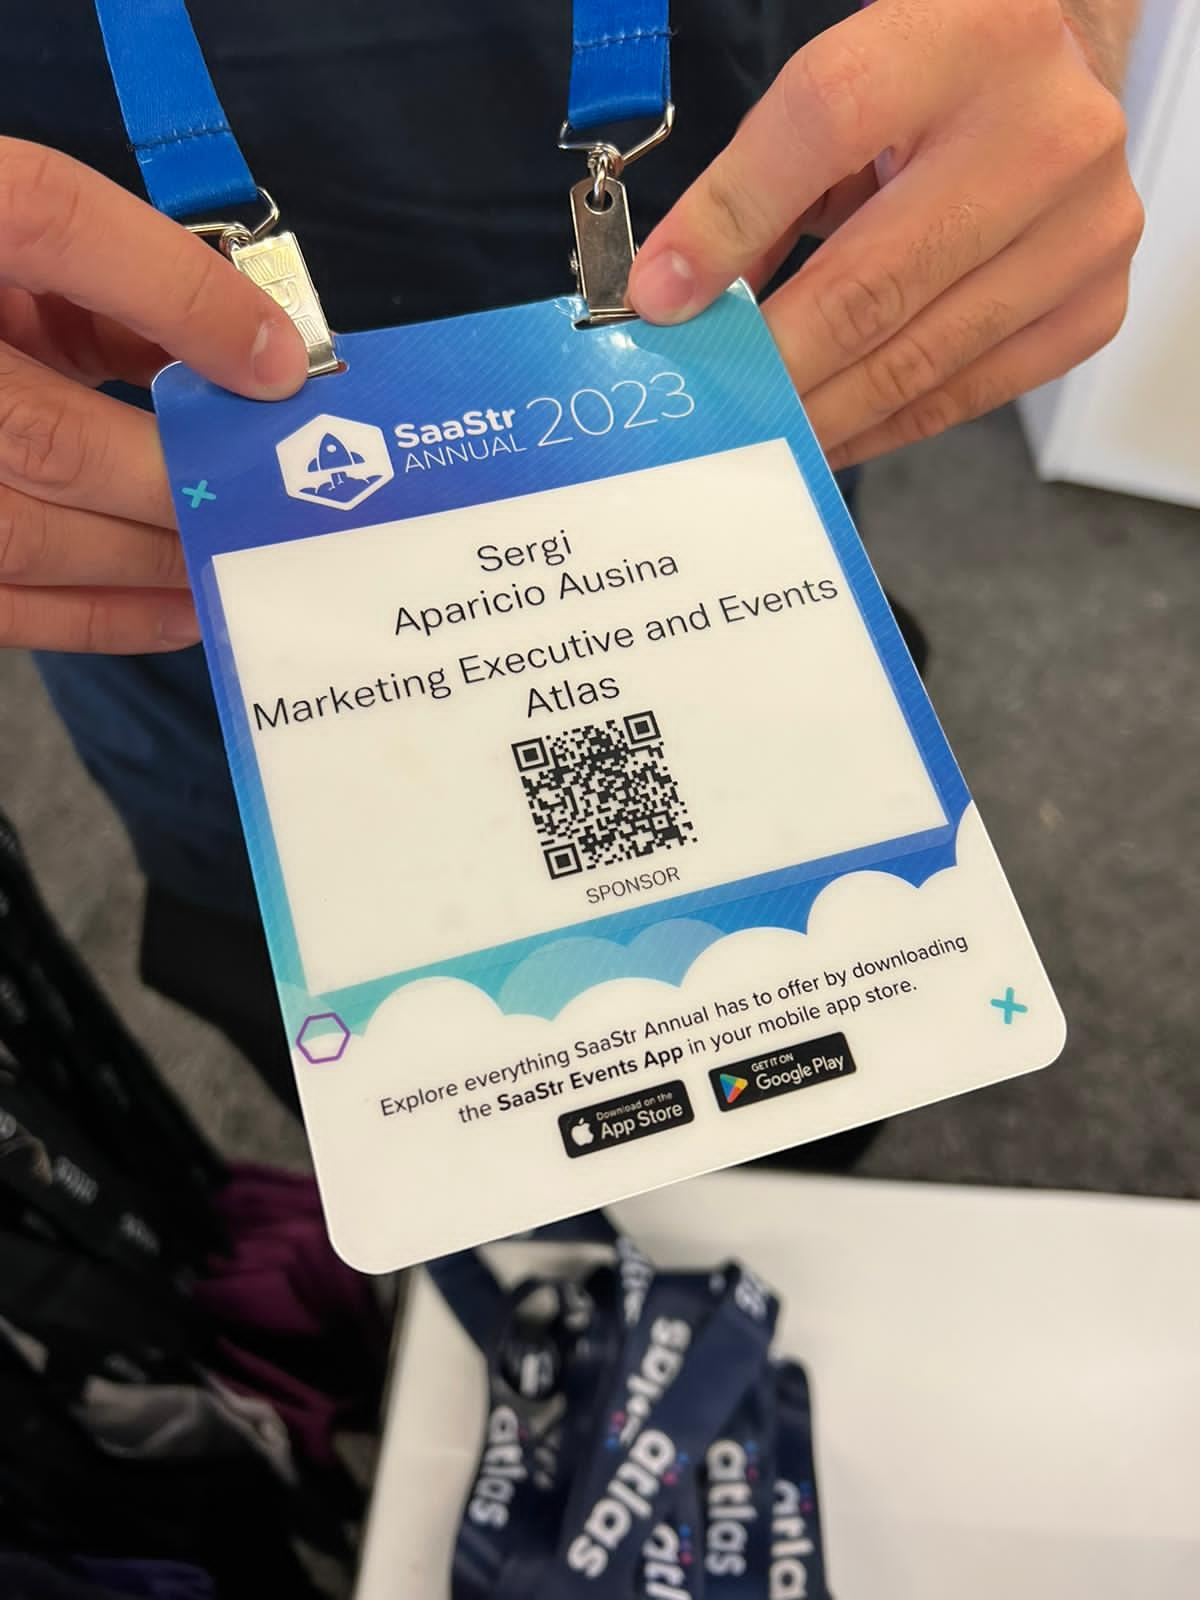 SaaStr
ANNUAL 2023
Sergi
Aparicio Ausina
Marketing Executive and Events
Atlas
SPONSOR
Explore everything SaaStr Annual has to offer by downloading
the SaaStr Events App in your mobile app store.
Download on the
App Store
GET IT ON
Google Play
atlas
atlas
atlas
atlas